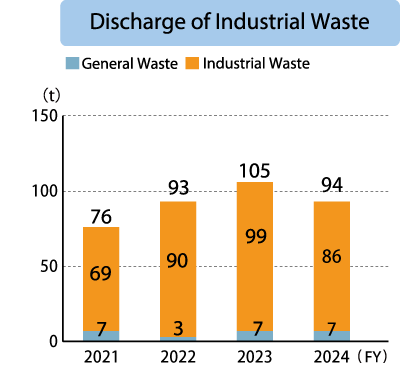 Discharge of Industrial Waste
General Waste Industrial Waste
(t)
150
100
50
0
76 93 105 94
69 90 99 86
7 3 7 7
2021 2022 2023 2024 (FY)